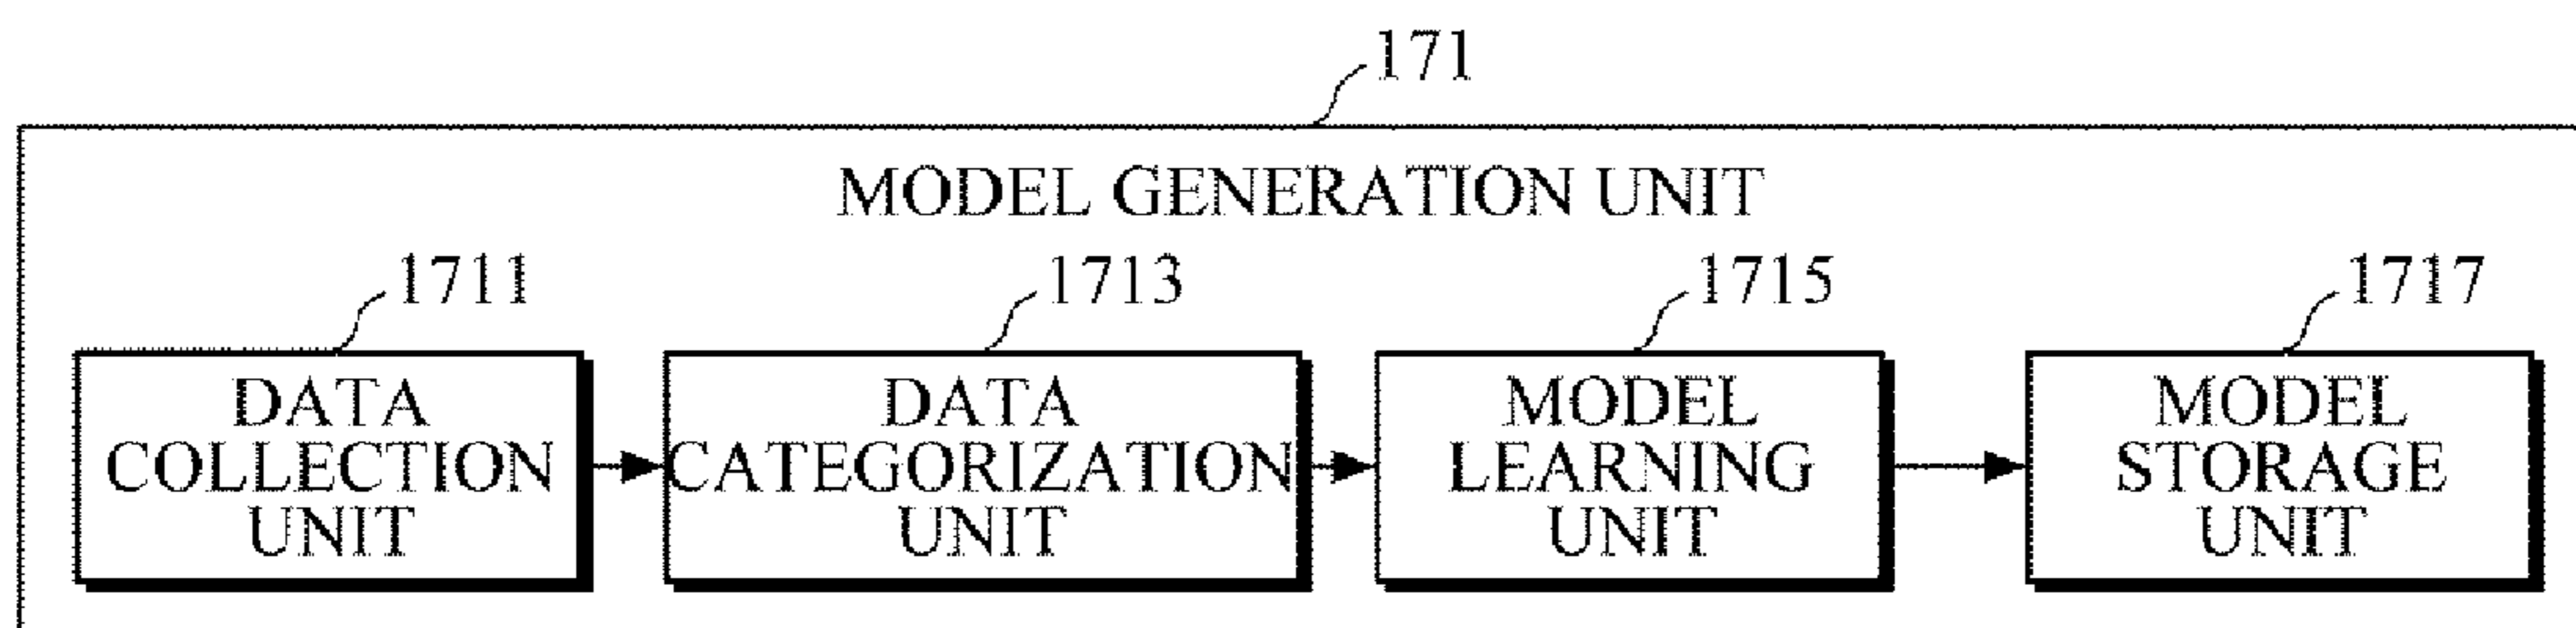 171
MODEL GENERATION UNIT
1711
1713
1715
1717
DATA
COLLECTION
UNIT
DATA
CATEGORIZATION
UNIT
MODEL
LEARNING
UNIT
MODEL
STORAGE
UNIT